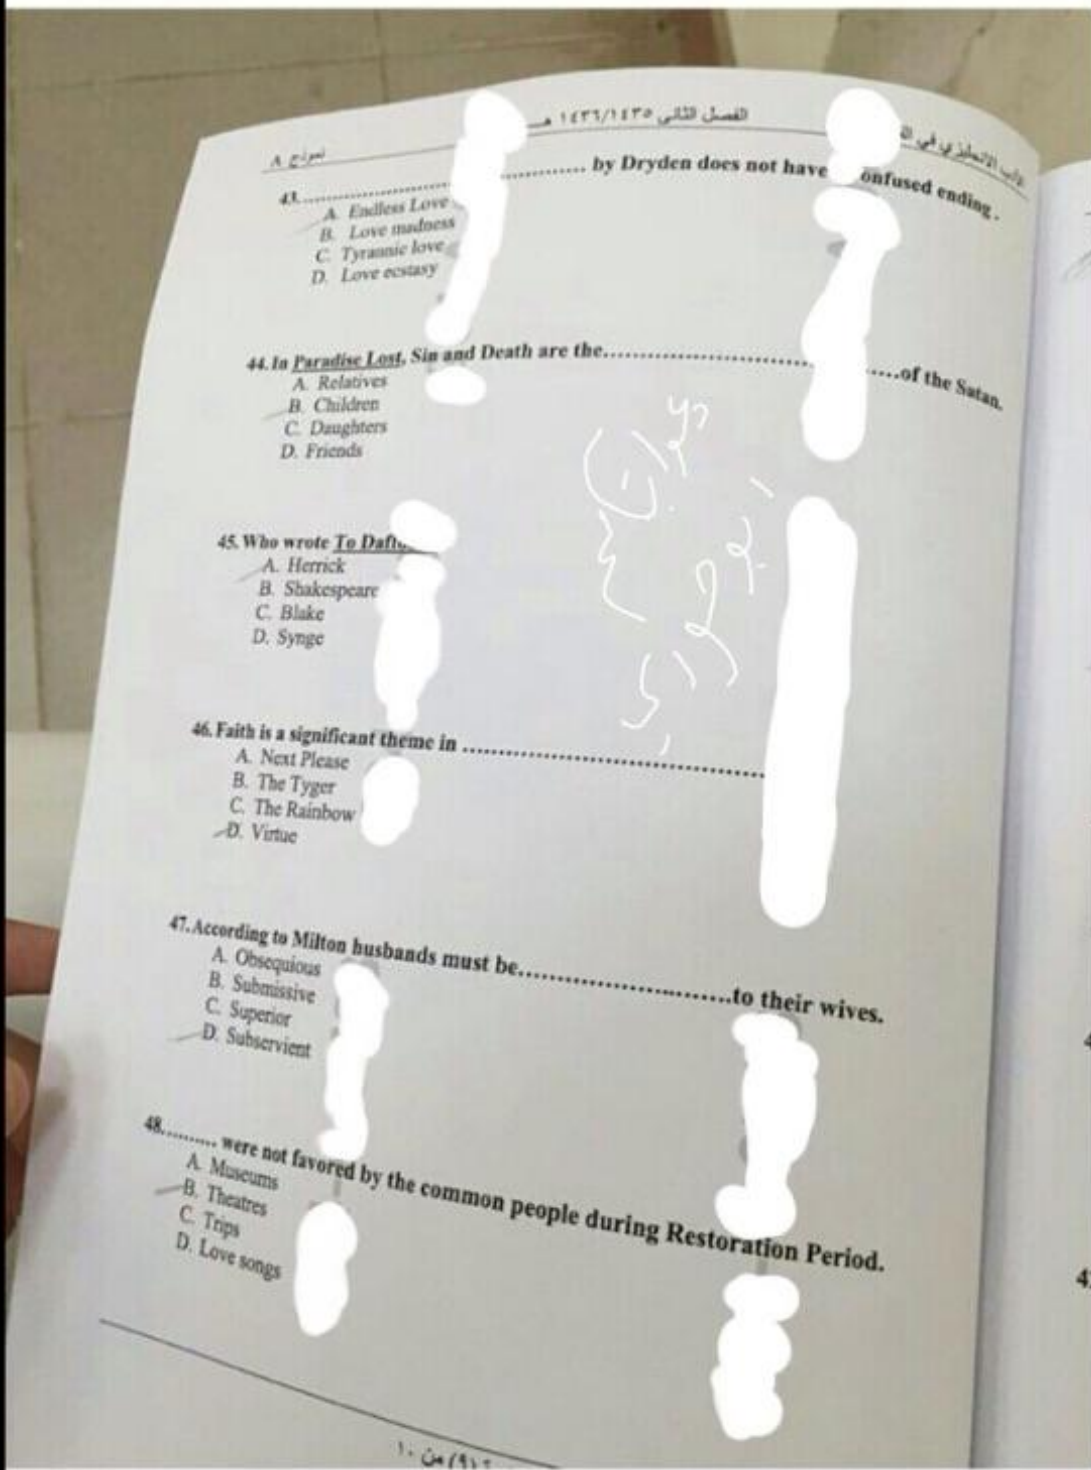 الفصل الثانى ١٤٣٦/١٤٣٥ هـ
نموذج A
43. .......................... by Dryden does not have onfused ending .
A. Endless Love
B. Love madness
C. Tyrannic love
D. Love ecstasy
44. In Paradise Lost, Sin and Death are the..............................of the Satan.
A. Relatives
B. Children
C. Daughters
D. Friends
45. Who wrote To Daff
A. Herrick
B. Shakespeare
C. Blake
D. Synge
46. Faith is a significant theme in ..............................
A. Next Please
B. The Tyger
C. The Rainbow
D. Virtue
47. According to Milton husbands must be..............................to their wives.
A. Obsequious
B. Submissive
C. Superior
D. Subservient
48. .......... were not favored by the common people during Restoration Period.
A. Museums
B. Theatres
C. Trips
D. Love songs
من ١٠